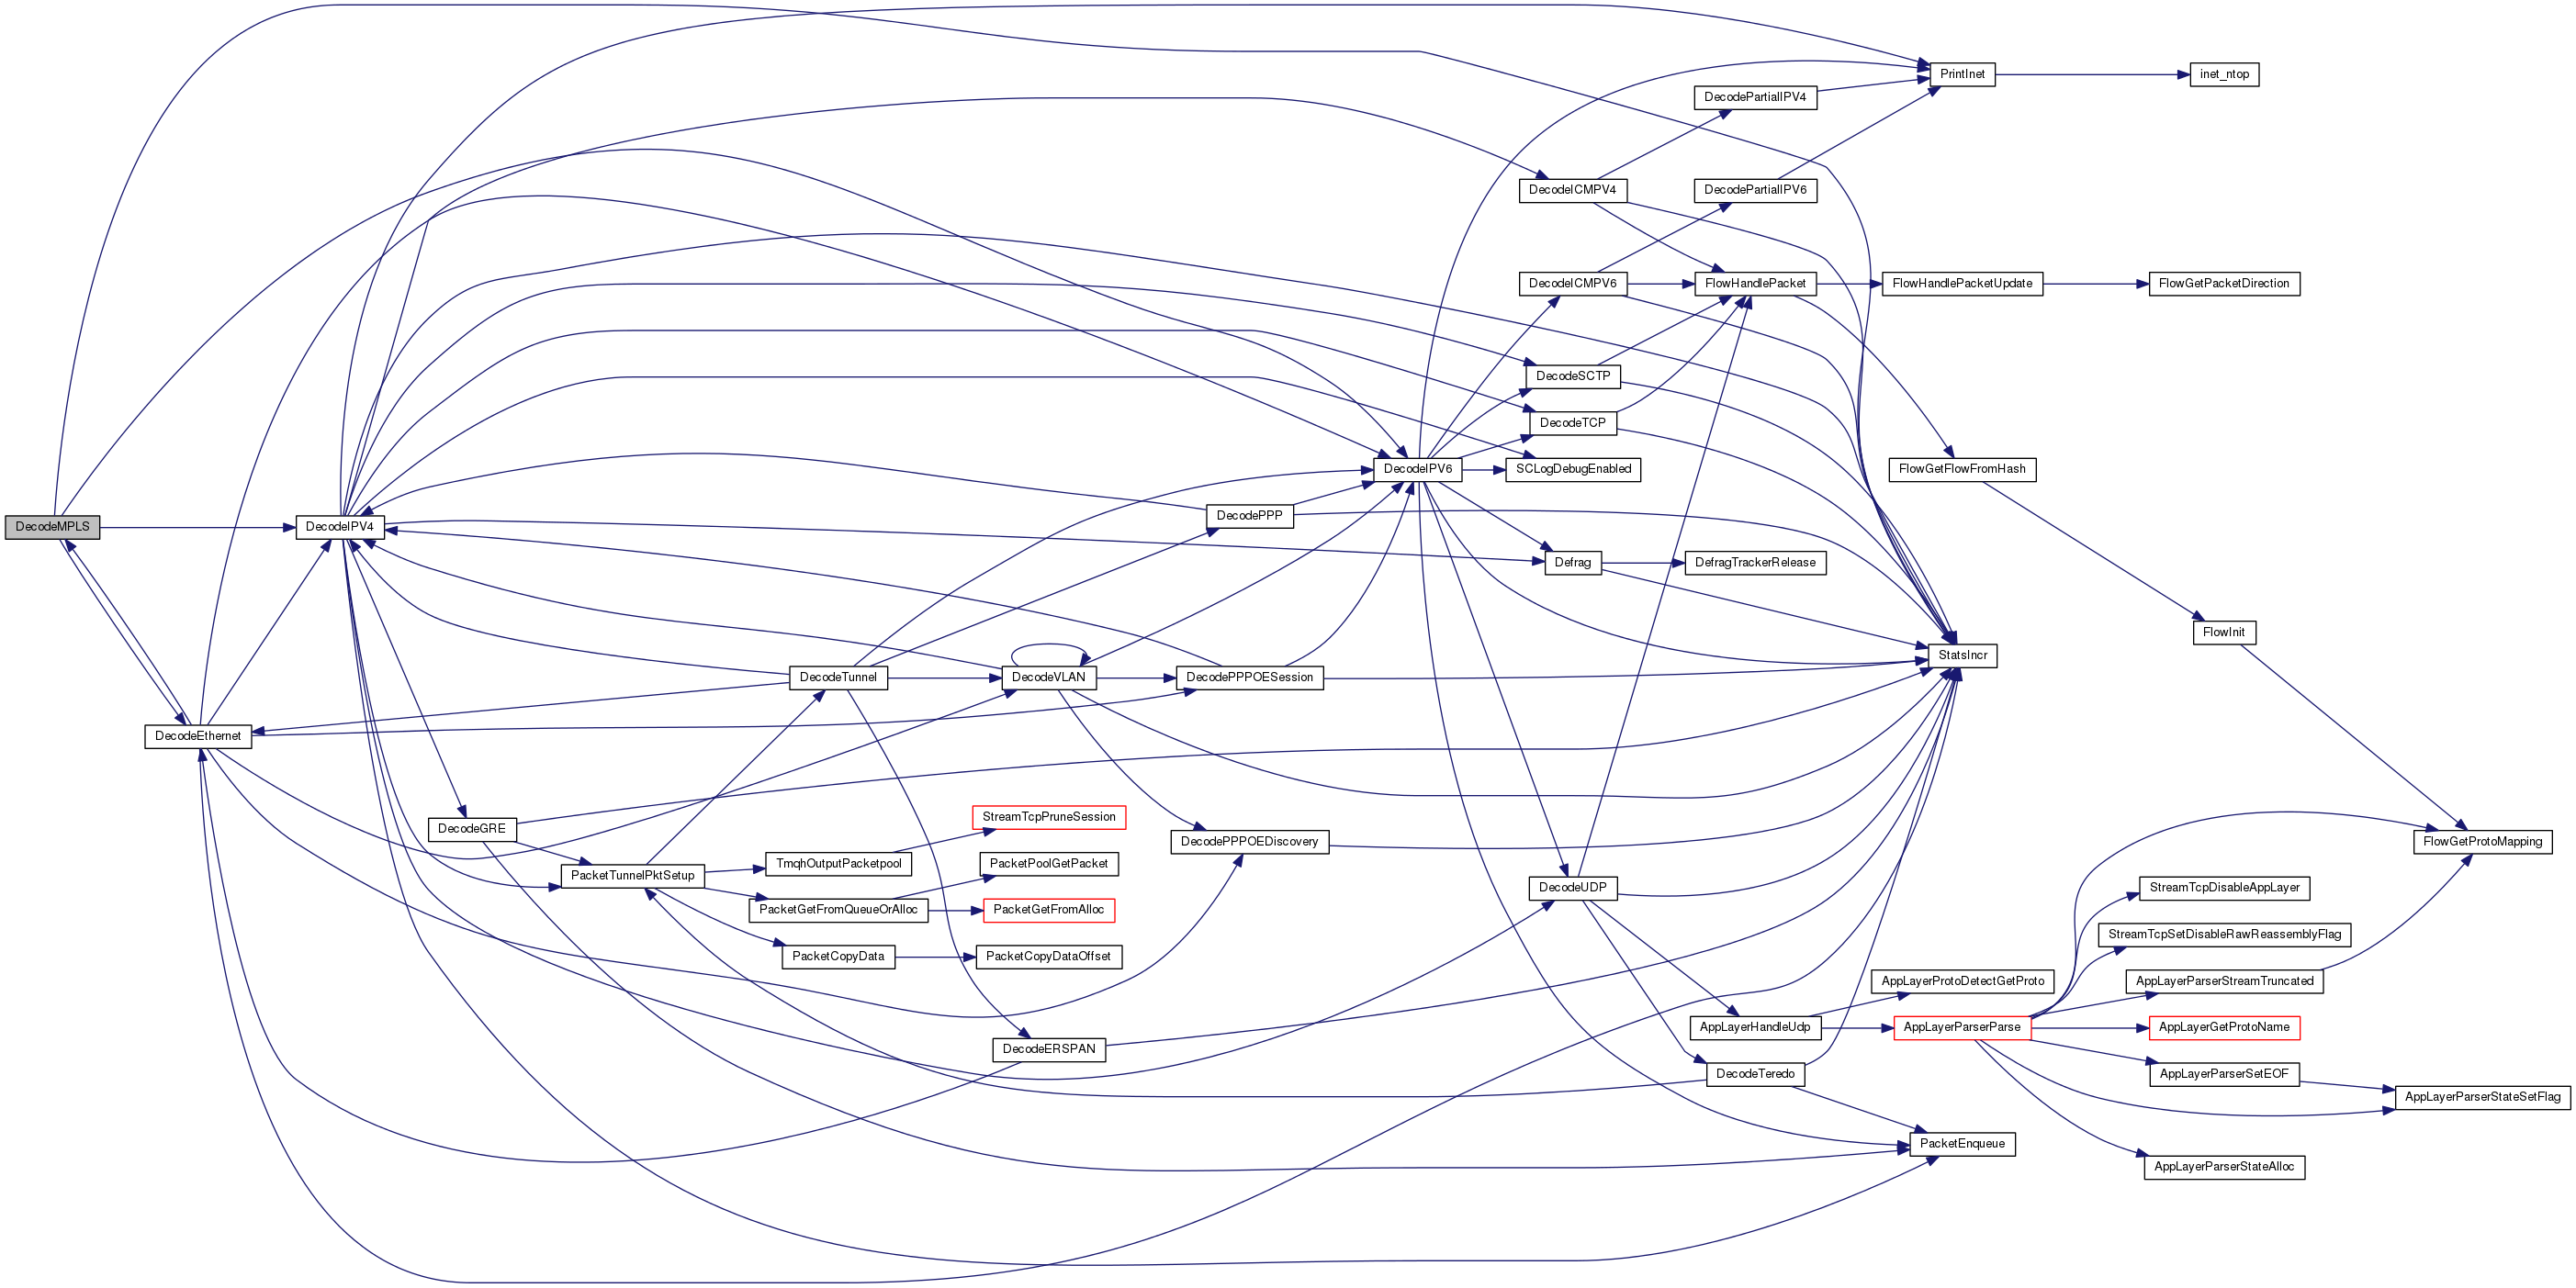 PrintInet
inet_ntop
DecodePartialIPV4
DecodeICMPV4
DecodePartialIPV6
DecodeICMPV6
FlowHandlePacket
FlowHandlePacketUpdate
FlowGetPacketDirection
DecodeSCTP
DecodeTCP
DecodeIPV6
SCLogDebugEnabled
FlowGetFlowFromHash
DecodeMPLS
DecodeIPV4
DecodePPP
Defrag
DefragTrackerRelease
FlowInit
StatsIncr
DecodeTunnel
DecodeVLAN
DecodePPPOESession
DecodeEthernet
DecodeGRE
StreamTcpPruneSession
DecodePPPOEDiscovery
FlowGetProtoMapping
TmqhOutputPacketpool
PacketPoolGetPacket
PacketTunnelPktSetup
DecodeUDP
StreamTcpDisableAppLayer
PacketGetFromQueueOrAlloc
PacketGetFromAlloc
StreamTcpSetDisableRawReassemblyFlag
PacketCopyData
PacketCopyDataOffset
AppLayerProtoDetectGetProto
AppLayerParserStreamTruncated
AppLayerHandleUdp
AppLayerParserParse
AppLayerGetProtoName
DecodeERSPAN
DecodeTeredo
AppLayerParserSetEOF
AppLayerParserStateSetFlag
PacketEnqueue
AppLayerParserStateAlloc